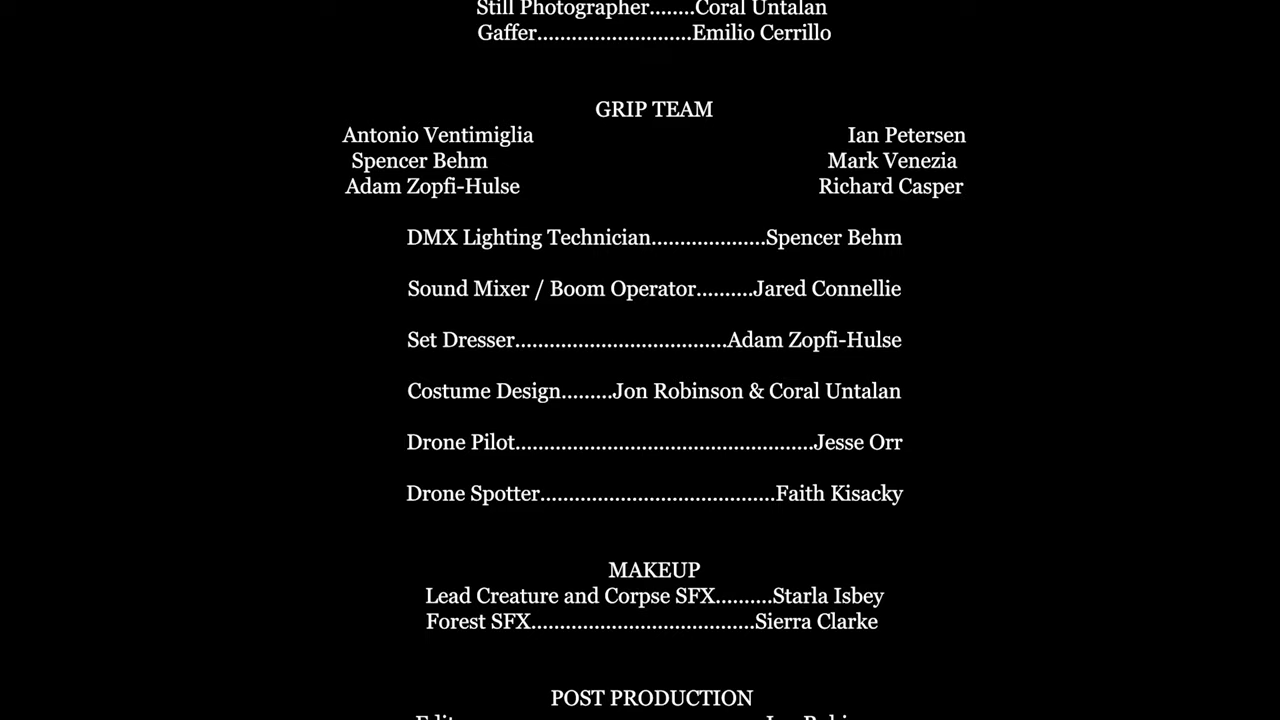 Still Photographer........Coral Untalan
Gaffer...........................Emilio Cerrillo
GRIP TEAM
Antonio Ventimiglia Ian Petersen
Spencer Behm Mark Venezia
Adam Zopfi-Hulse Richard Casper
DMX Lighting Technician....................Spencer Behm
Sound Mixer / Boom Operator..........Jared Connellie
Set Dresser.....................................Adam Zopfi-Hulse
Costume Design.........Jon Robinson & Coral Untalan
Drone Pilot....................................................Jesse Orr
Drone Spotter.........................................Faith Kisacky
MAKEUP
Lead Creature and Corpse SFX..........Starla Isbey
Forest SFX.......................................Sierra Clarke
POST PRODUCTION